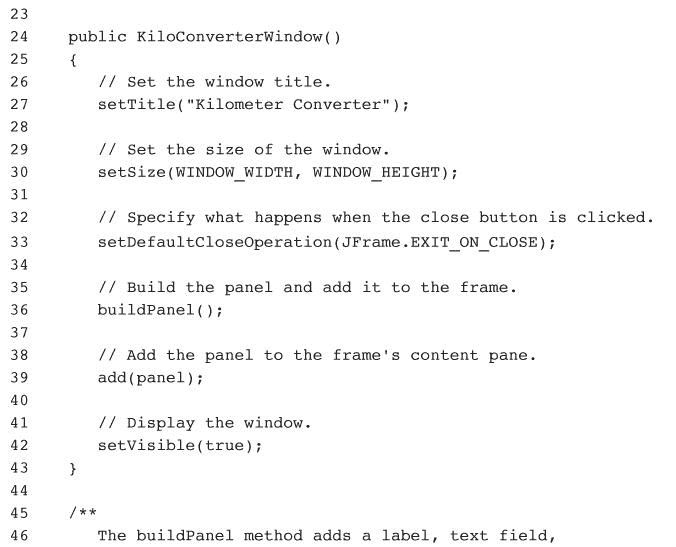 23
24 public KiloConverterWindow()
25 {
26 // Set the window title.
27 setTitle("Kilometer Converter");
28
29 // Set the size of the window.
30 setSize(WINDOW_WIDTH, WINDOW_HEIGHT);
31
32 // Specify what happens when the close button is clicked.
33 setDefaultCloseOperation(JFrame.EXIT_ON_CLOSE);
34
35 // Build the panel and add it to the frame.
36 buildPanel();
37
38 // Add the panel to the frame's content pane.
39 add(panel);
40
41 // Display the window.
42 setVisible(true);
43 }
44
45 /**
46 The buildPanel method adds a label, text field,